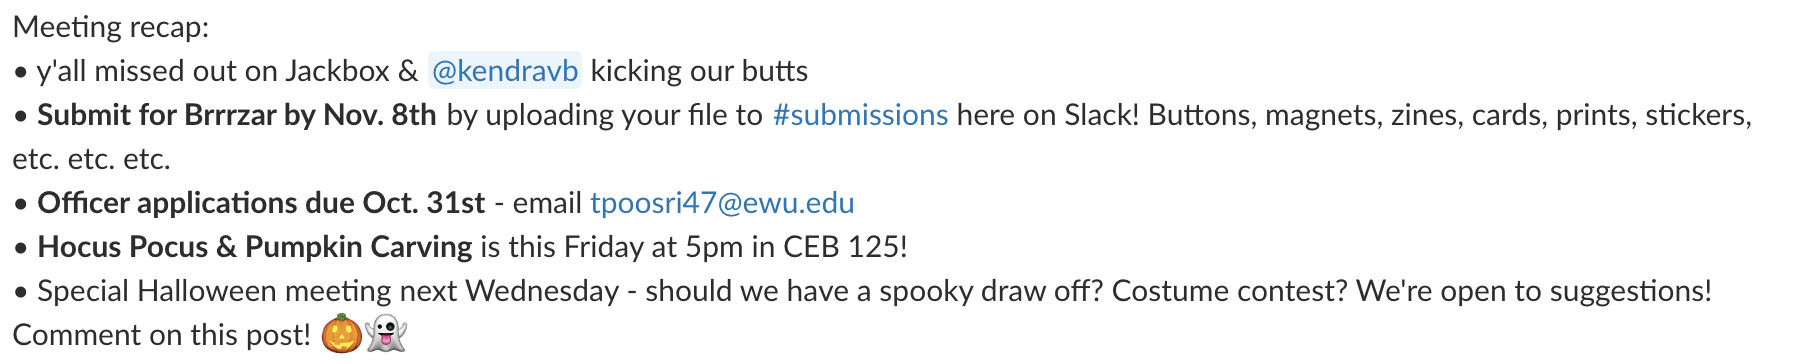 Meeting recap:
• y'all missed out on Jackbox & @kendravb kicking our butts
• Submit for Brrrzar by Nov. 8th by uploading your file to #submissions here on Slack! Buttons, magnets, zines, cards, prints, stickers,
etc. etc. etc.
• Officer applications due Oct. 31st - email tpoosri47@ewu.edu
• Hocus Pocus & Pumpkin Carving is this Friday at 5pm in CEB 125!
• Special Halloween meeting next Wednesday - should we have a spooky draw off? Costume contest? We're open to suggestions!
Comment on this post! 🎃👻